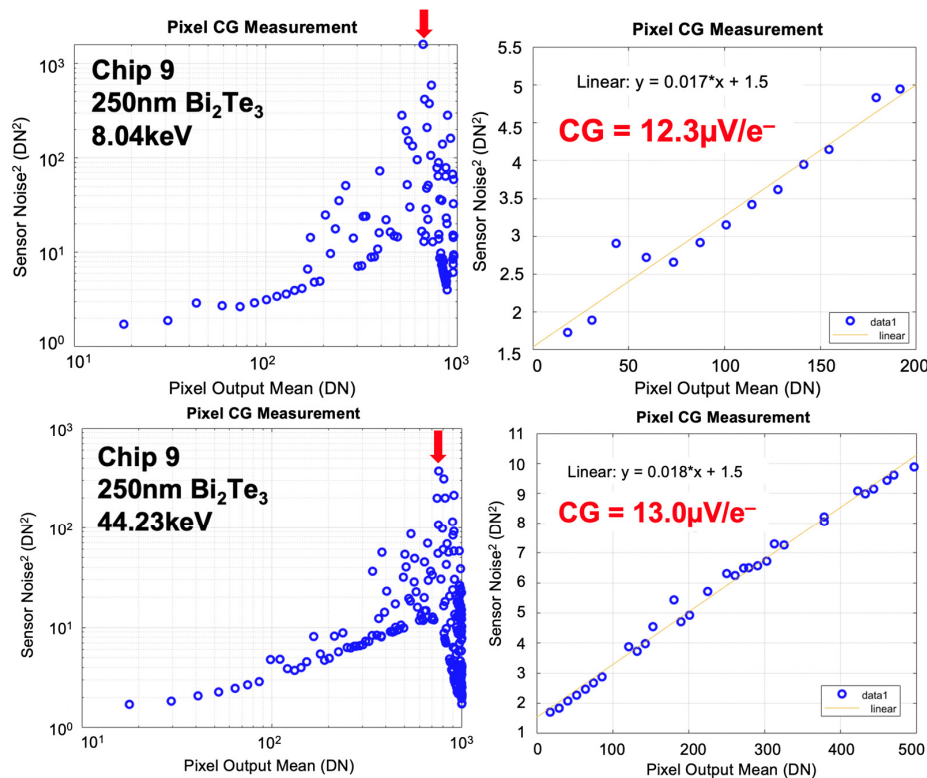 Pixel CG Measurement
Chip 9
250nm Bi₂Te₃
8.04keV
Sensor Noise² (DN²)
10³
10²
10¹
10⁰
10¹
10²
10³
Pixel Output Mean (DN)
Pixel CG Measurement
Linear: y = 0.017*x + 1.5
CG = 12.3µV/e⁻
Sensor Noise² (DN²)
5.5
5
4.5
4
3.5
3
2.5
2
1.5
0
50
100
150
200
data1
linear
Pixel Output Mean (DN)
Pixel CG Measurement
Chip 9
250nm Bi₂Te₃
44.23keV
Sensor Noise² (DN²)
10³
10²
10¹
10⁰
10¹
10²
10³
Pixel Output Mean (DN)
Pixel CG Measurement
Linear: y = 0.018*x + 1.5
CG = 13.0µV/e⁻
Sensor Noise² (DN²)
11
10
9
8
7
6
5
4
3
2
1
0
100
200
300
400
500
data1
linear
Pixel Output Mean (DN)